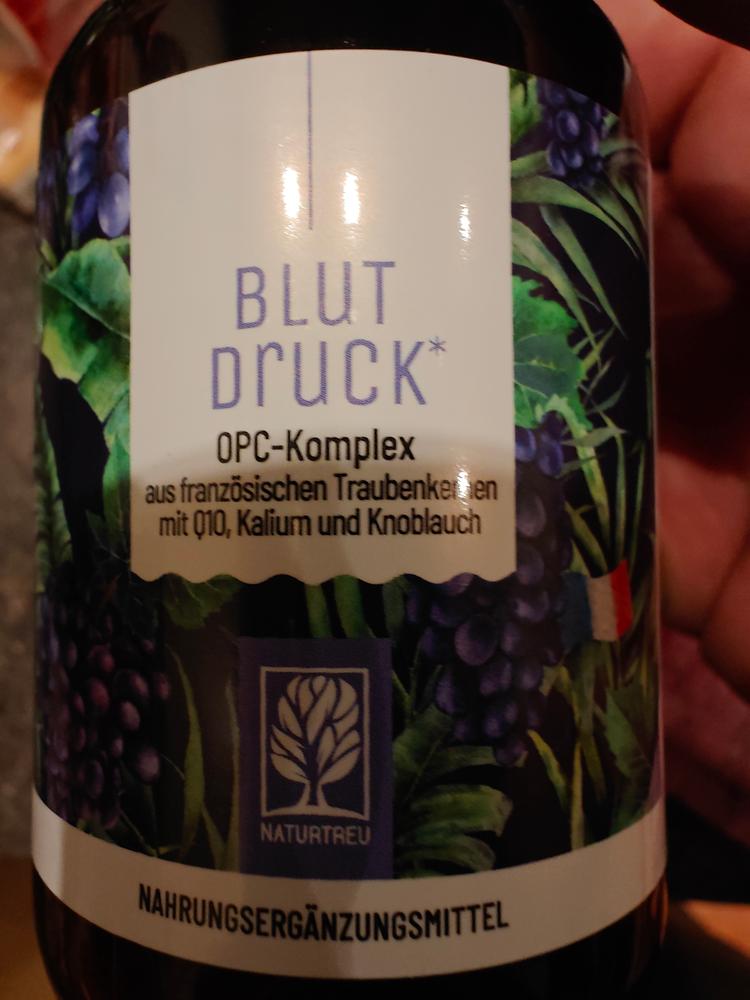 BLUT
DrUCK*
OPC-Komplex
aus französischen Traubenkernen
mit Q10, Kalium und Knoblauch
NATURTREU
NAHRUNGSERGÄNZUNGSMITTEL